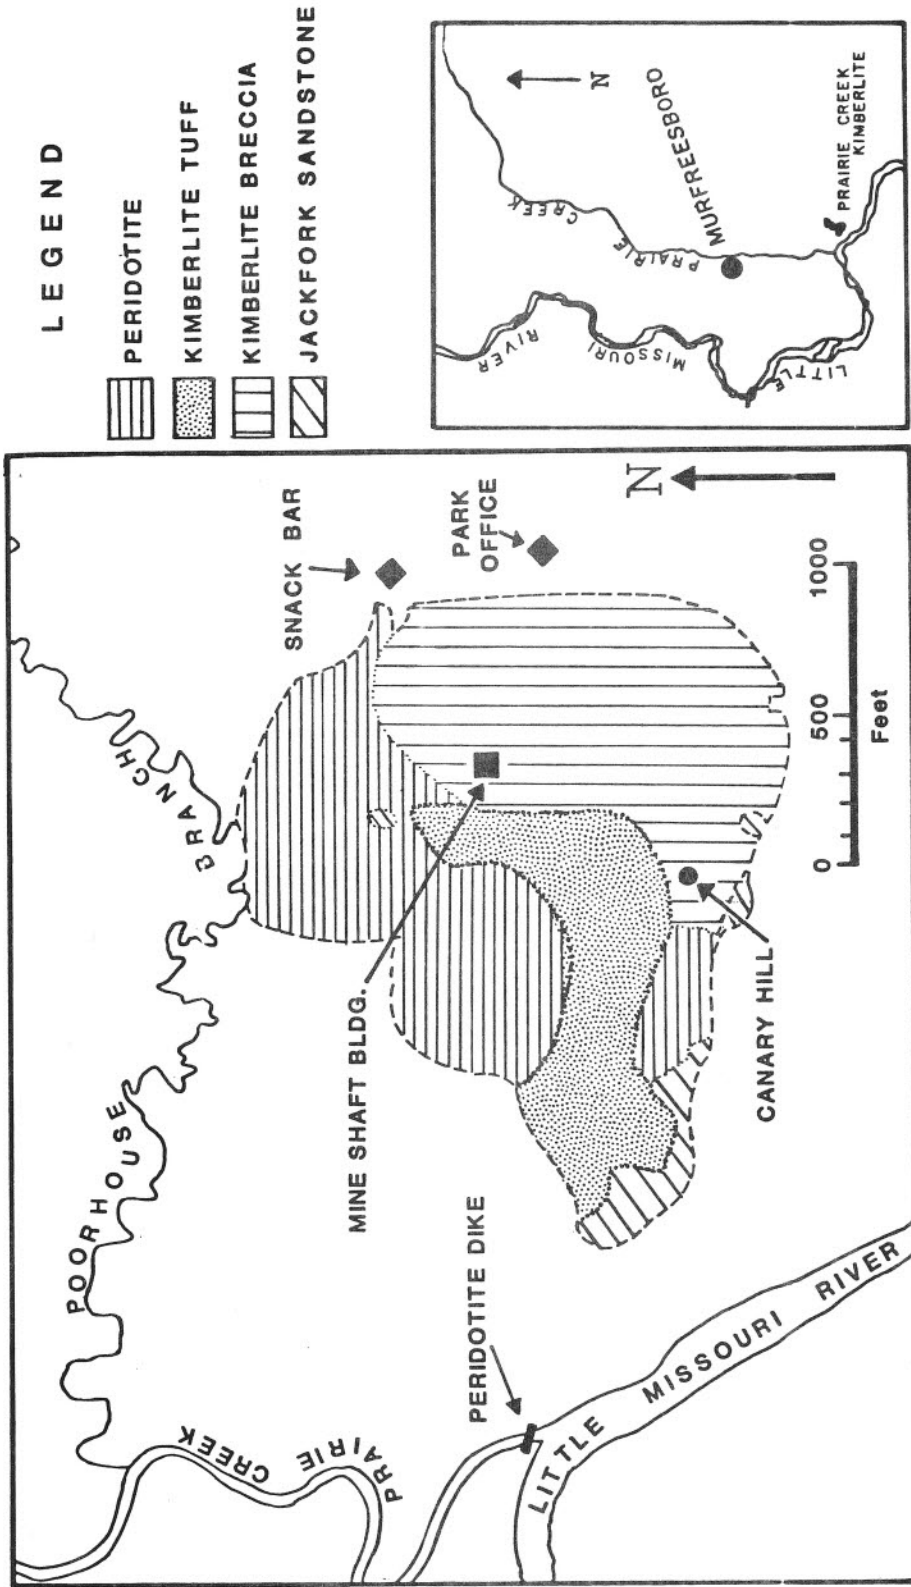 LEGEND
PERIDOTITE
KIMBERLITE TUFF
KIMBERLITE BRECCIA
JACKFORK SANDSTONE
POORHOUSE
BRANCH
SNACK BAR
PARK
OFFICE
N
MINE SHAFT BLDG.
PRAIRIE
CREEK
PERIDOTITE DIKE
CANARY HILL
LITTLE MISSOURI RIVER
0
500
1000
Feet
N
PRAIRIE
CREEK
MURFREESBORO
LITTLE
MISSOURI
RIVER
PRAIRIE CREEK
KIMBERLITE